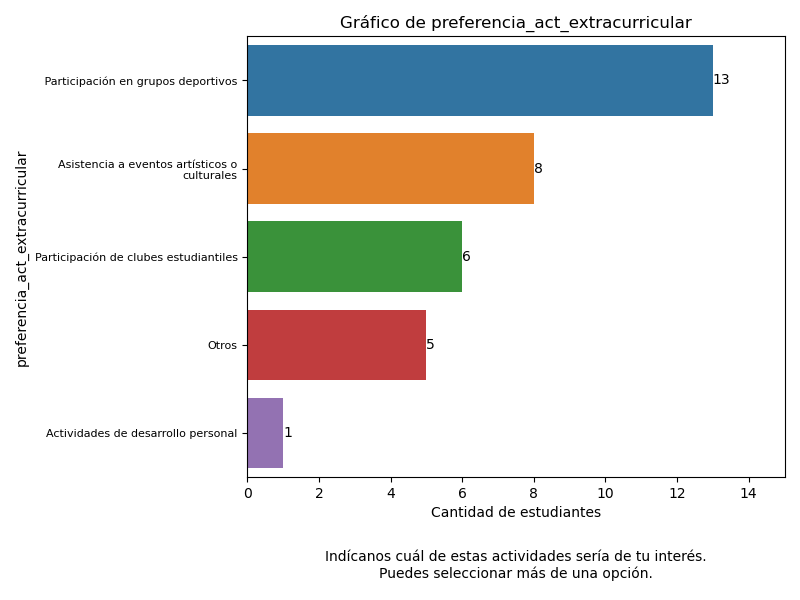 Gráfico de preferencia_act_extracurricular
preferencia_act_extracurricular
Participación en grupos deportivos
13
Asistencia a eventos artísticos o
culturales
8
Participación de clubes estudiantiles
6
Otros
5
Actividades de desarrollo personal
1
0 2 4 6 8 10 12 14
Cantidad de estudiantes
Indícanos cuál de estas actividades sería de tu interés.
Puedes seleccionar más de una opción.